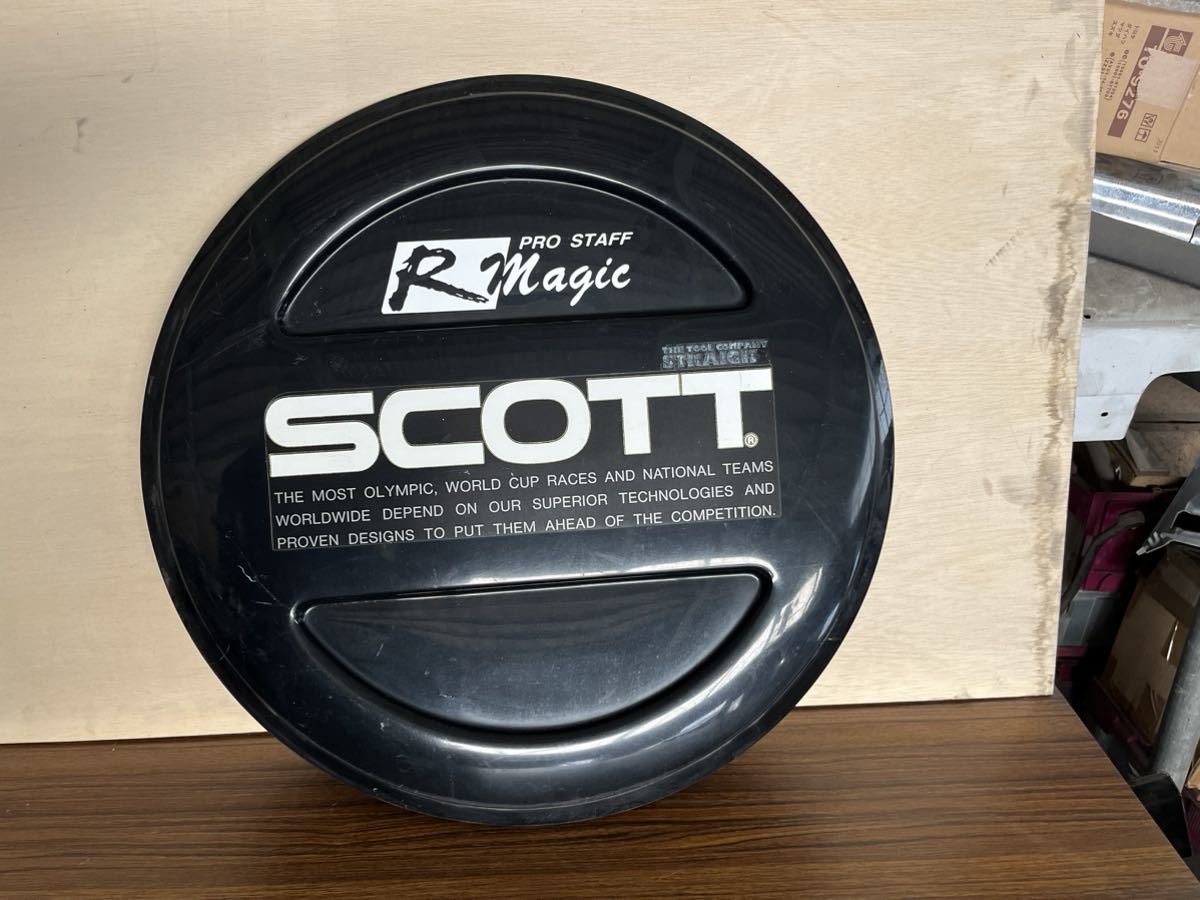 PRO STAFF
R Magic
THE TOOL COMPANY
STRAIGHT
SCOTT®
THE MOST OLYMPIC, WORLD CUP RACES AND NATIONAL TEAMS
WORLDWIDE DEPEND ON OUR SUPERIOR TECHNOLOGIES AND
PROVEN DESIGNS TO PUT THEM AHEAD OF THE COMPETITION.